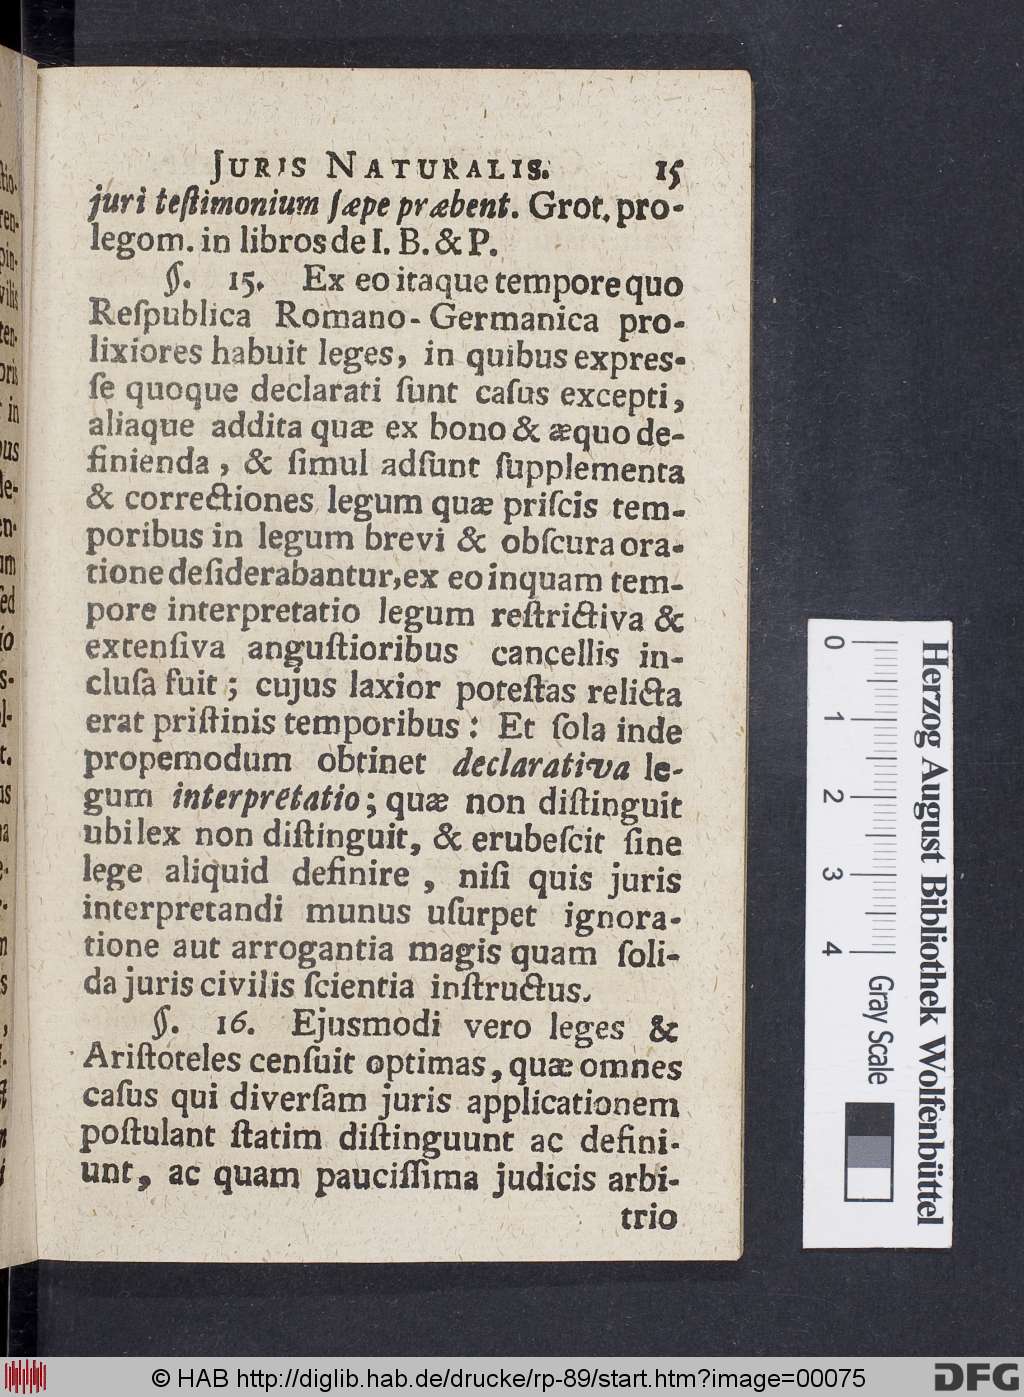 JURIS NATURALIS. 15
juri teſtimonium ſæpe præbent. Grot. pro-
legom. in libros de I. B. & P.
§. 15. Ex eo itaque tempore quo
Reſpublica Romano-Germanica pro-
lixiores habuit leges, in quibus expreſ-
ſe quoque declarati ſunt caſus excepti,
aliaque addita quæ ex bono & æquo de-
finienda, & ſimul adſunt ſupplementa
& correctiones legum quæ priſcis tem-
poribus in legum brevi & obſcura ora-
tione deſiderabantur, ex eo inquam tem-
pore interpretatio legum reſtrictiva &
extenſiva anguſtioribus cancellis in-
cluſa fuit; cujus laxior poteſtas relicta
erat priſtinis temporibus: Et ſola inde
propemodum obtinet declarativa le-
gum interpretatio; quæ non diſtinguit
ubi lex non diſtinguit, & erubeſcit ſine
lege aliquid definire, niſi quis juris
interpretandi munus uſurpet ignora-
tione aut arrogantia magis quam ſoli-
da juris civilis ſcientia inſtructus.
§. 16. Ejusmodi vero leges &
Ariſtoteles cenſuit optimas, quæ omnes
caſus qui diverſam juris applicationem
poſtulant ſtatim diſtinguunt ac defini-
unt, ac quam pauciſſima judicis arbi-
trio
0 1 2 3 4
Gray Scale
Herzog August Bibliothek Wolfenbüttel
© HAB http://diglib.hab.de/drucke/rp-89/start.htm?image=00075
DFG